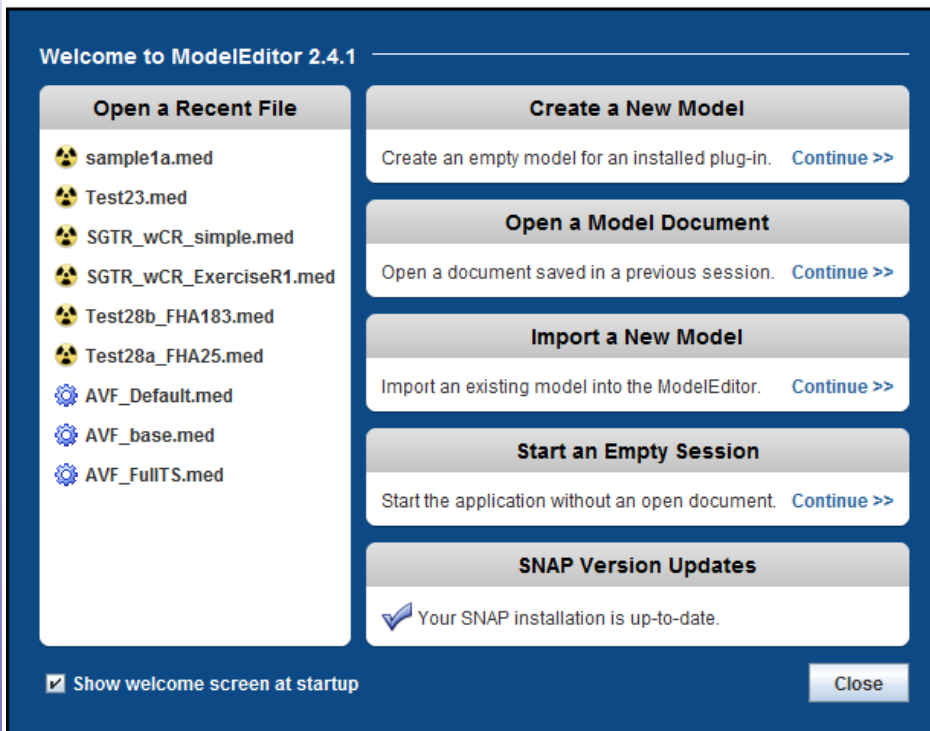 Welcome to ModelEditor 2.4.1
Open a Recent File
sample1a.med
Test23.med
SGTR_wCR_simple.med
SGTR_wCR_ExerciseR1.med
Test28b_FHA183.med
Test28a_FHA25.med
AVF_Default.med
AVF_base.med
AVF_FullTS.med
Create a New Model
Create an empty model for an installed plug-in. Continue >>
Open a Model Document
Open a document saved in a previous session. Continue >>
Import a New Model
Import an existing model into the ModelEditor. Continue >>
Start an Empty Session
Start the application without an open document. Continue >>
SNAP Version Updates
Your SNAP installation is up-to-date.
Show welcome screen at startup
Close